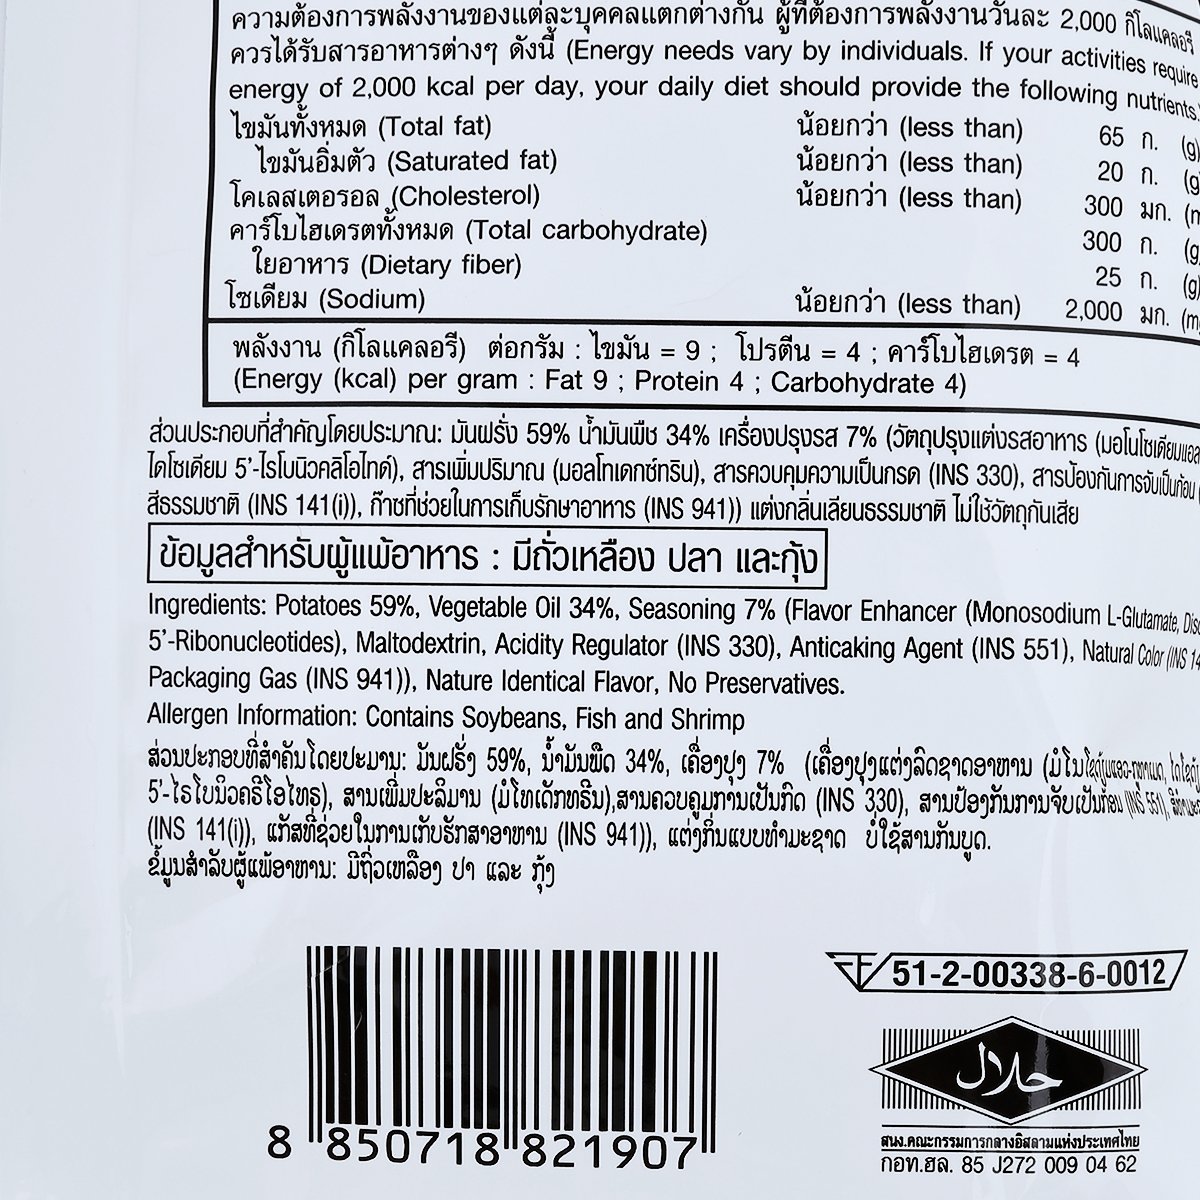 ความต้องการพลังงานของแต่ละบุคคลแตกต่างกัน ผู้ที่ต้องการพลังงานวันละ 2,000 กิโลแคลอรี
ควรได้รับสารอาหารต่างๆ ดังนี้ (Energy needs vary by individuals. If your activities require
energy of 2,000 kcal per day, your daily diet should provide the following nutrients.
ไขมันทั้งหมด (Total fat) น้อยกว่า (less than) 65 ก. (g)
ไขมันอิ่มตัว (Saturated fat) น้อยกว่า (less than) 20 ก. (g
โคเลสเตอรอล (Cholesterol) น้อยกว่า (less than) 300 มก. (m
คาร์โบไฮเดรตทั้งหมด (Total carbohydrate) 300 ก. (g)
ใยอาหาร (Dietary fiber) 25 ก. (g)
โซเดียม (Sodium) น้อยกว่า (less than) 2,000 มก. (m
พลังงาน (กิโลแคลอรี) ต่อกรัม : ไขมัน = 9 ; โปรตีน = 4 ; คาร์โบไฮเดรต = 4
(Energy (kcal) per gram : Fat 9 ; Protein 4 ; Carbohydrate 4)
ส่วนประกอบที่สำคัญโดยประมาณ: มันฝรั่ง 59% น้ำมันพืช 34% เครื่องปรุงรส 7% (วัตถุปรุงแต่งรสอาหาร (มอโนโซเดียมแอล
ไดโซเดียม 5'-ไรโบนิวคลิโอไทด์), สารเพิ่มปริมาณ (มอลโทเดกซ์ทริน), สารควบคุมความเป็นกรด (INS 330), สารป้องกันการจับเป็นก้อน
สีธรรมชาติ (INS 141(i)), ก๊าซที่ช่วยในการเก็บรักษาอาหาร (INS 941)) แต่งกลิ่นเลียนธรรมชาติ ไม่ใช้วัตถุกันเสีย
ข้อมูลสำหรับผู้แพ้อาหาร : มีถั่วเหลือง ปลา และกุ้ง
Ingredients: Potatoes 59%, Vegetable Oil 34%, Seasoning 7% (Flavor Enhancer (Monosodium L-Glutamate, Diso
5'-Ribonucleotides), Maltodextrin, Acidity Regulator (INS 330), Anticaking Agent (INS 551), Natural Color (INS 14
Packaging Gas (INS 941)), Nature Identical Flavor, No Preservatives.
Allergen Information: Contains Soybeans, Fish and Shrimp
ສ່ວນປະກອບທີ່ສຳຄັນໂດຍປະມານ: ມັນຝຣັ່ງ 59%, ນ້ຳມັນພືດ 34%, ເຄື່ອງປຸງ 7% (ເຄື່ອງປຸງແຕ່ງລົດຊາດອາຫານ
5'-ໄຣໂບນິວຄຣີໂອໄທຣ), ສານເພີ່ມປະລິມານ (ມໍໂທເດັກທຣິນ),ສານຄວບຄູມການເປັນກົດ (INS 330), ສານປ້ອງກັນການຈັບເປັນກ້ອນ (INS 551),
(INS 141(i)), ແກັສທີ່ຊ່ວຍໃນການເກັບຮັກສາອາຫານ (INS 941)), ແຕ່ງກິ່ນແບບທຳມະຊາດ ບໍ່ໃຊ້ສານກັນບູດ.
ຂໍ້ມູນສຳລັບຜູ້ແພ້ອາຫານ: ມີຖົ່ວເຫລືອງ ປາ ແລະ ກຸ້ງ
51-2-00338-6-0012
حلال
สนง.คณะกรรมการกลางอิสลามแห่งประเทศไทย
กอท.ฮล. 85 J272 009 04 62
8 850718 821907